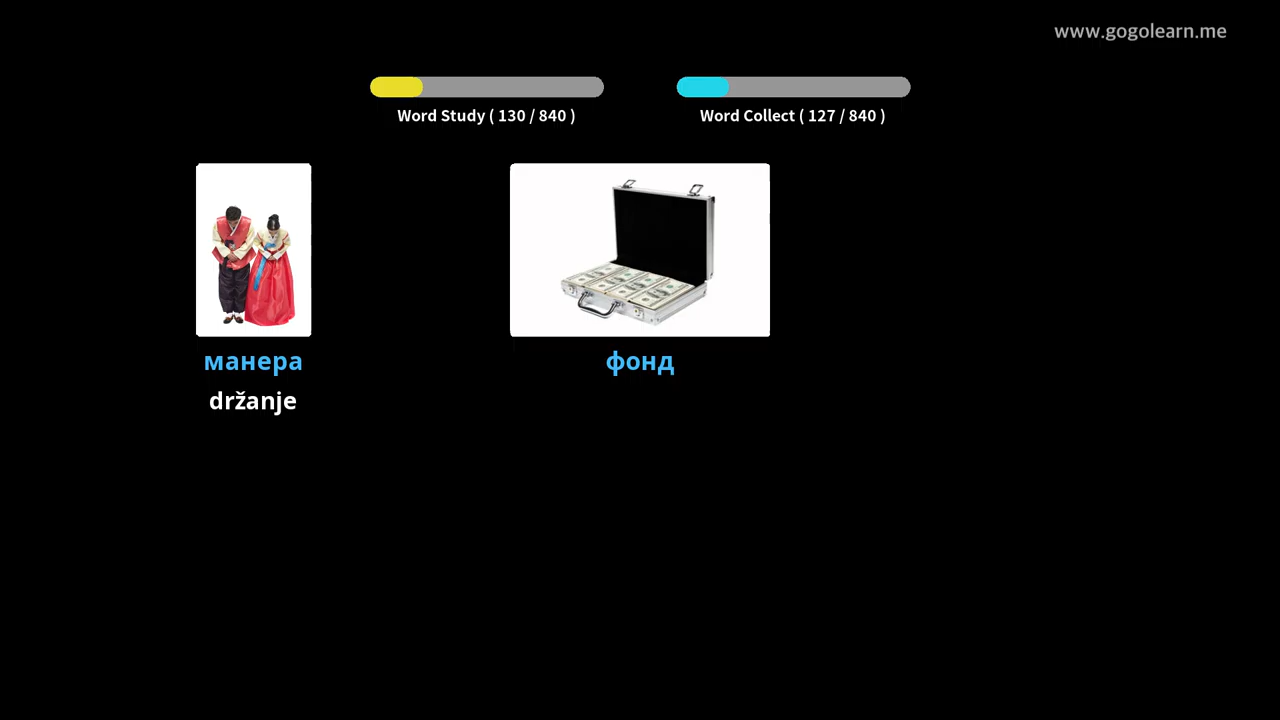 www.gogolearn.me
Word Study ( 130 / 840 )
Word Collect ( 127 / 840 )
манера
фонд
držanje